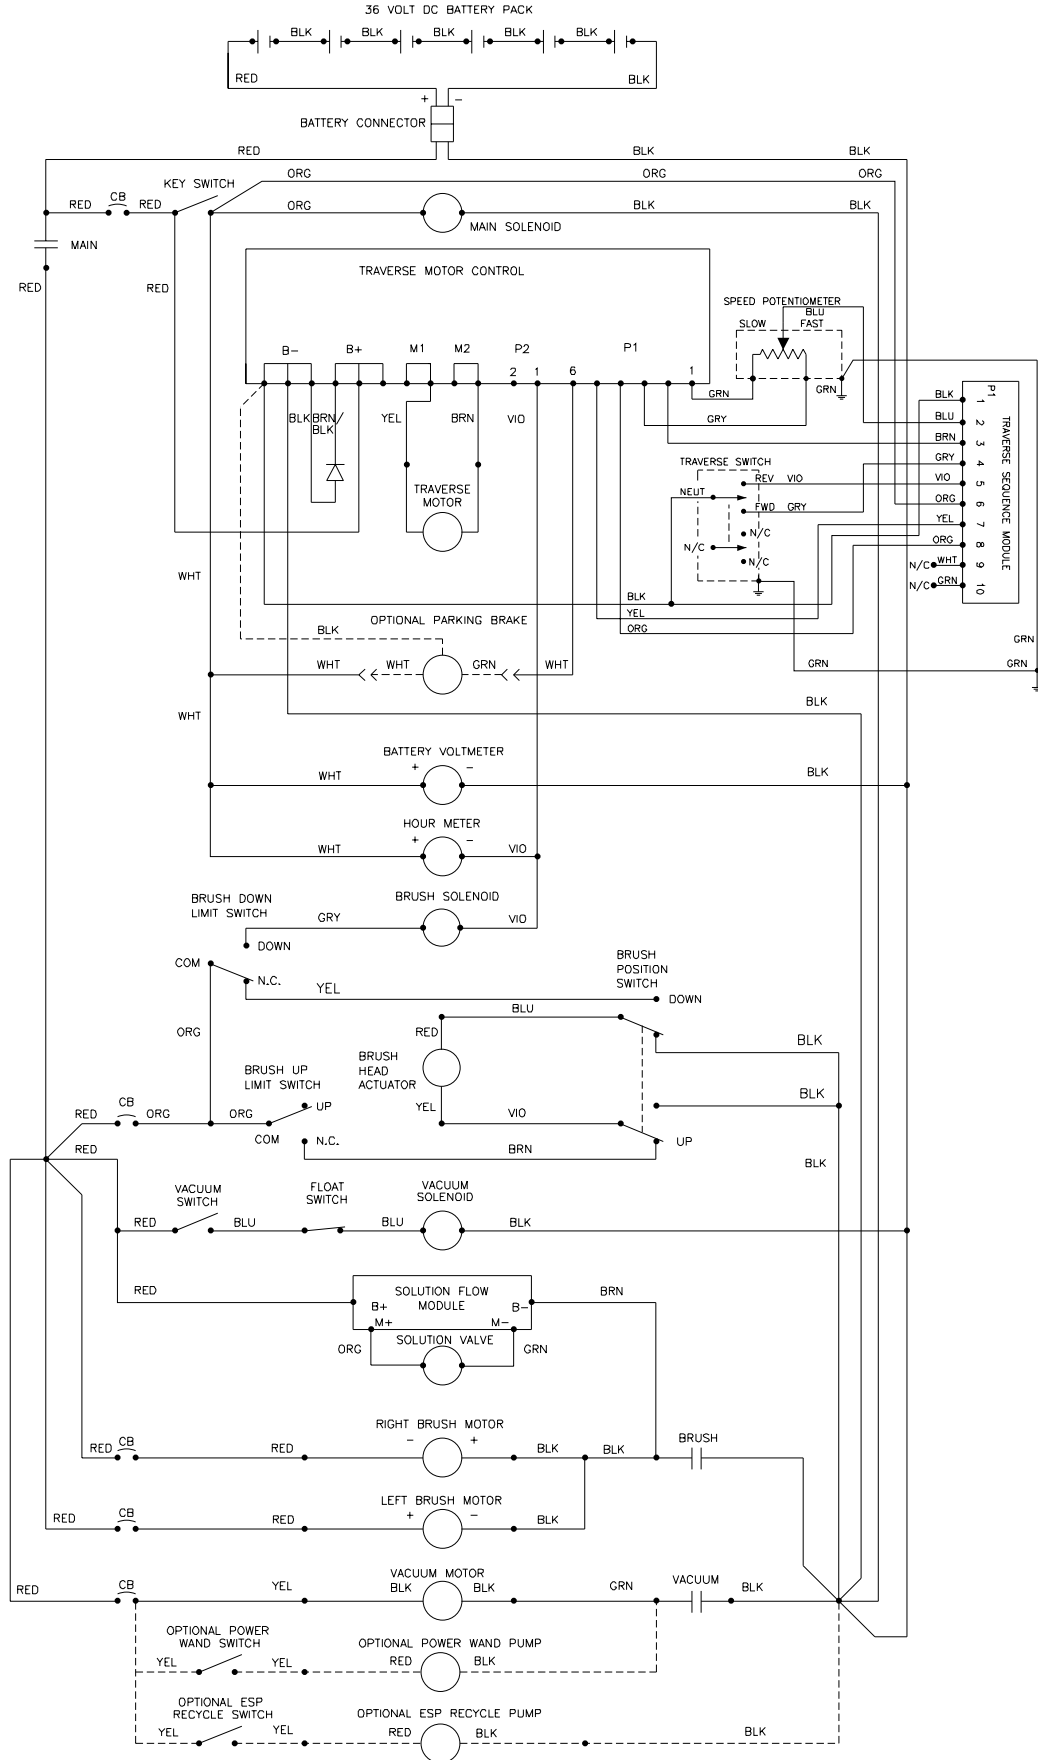 36 VOLT DC BATTERY PACK
BLK BLK BLK BLK BLK
RED BLK
+ –
BATTERY CONNECTOR
RED BLK BLK
ORG ORG ORG
KEY SWITCH
CB
RED RED ORG BLK BLK
MAIN SOLENOID
MAIN
TRAVERSE MOTOR CONTROL
RED RED
SPEED POTENTIOMETER
BLU
SLOW FAST
B– B+ M1 M2 P2 P1
2 1 6 1
GRN GRN
BLK BRN/ YEL BRN VIO
BLK
GRY
P1
TRAVERSE SEQUENCE MODULE
BLK 1
BLU 2
BRN 3
GRY 4
VIO 5
ORG 6
YEL 7
ORG 8
N/C WHT 9
N/C GRN 10
TRAVERSE SWITCH
REV VIO
NEUT
FWD GRY
N/C
N/C
N/C
TRAVERSE
MOTOR
WHT
BLK
YEL
ORG
OPTIONAL PARKING BRAKE
BLK
GRN
WHT WHT GRN WHT
GRN GRN
BLK
WHT
BATTERY VOLTMETER
+ –
WHT BLK
HOUR METER
+ –
WHT VIO
BRUSH DOWN
LIMIT SWITCH
BRUSH SOLENOID
GRY VIO
DOWN
COM
N.C.
YEL
BRUSH
POSITION
SWITCH
DOWN
BLU
ORG
RED
BLK
BRUSH
HEAD
ACTUATOR
BRUSH UP
LIMIT SWITCH
BLK
CB
RED ORG ORG
UP
YEL
VIO
COM
N.C.
BRN
UP
RED
BLK
VACUUM
SWITCH
FLOAT
SWITCH
VACUUM
SOLENOID
RED BLU BLU BLK
RED
SOLUTION FLOW
MODULE
B+ B–
M+ M–
BRN
SOLUTION VALVE
ORG GRN
RIGHT BRUSH MOTOR
– +
RED CB RED BLK BLK
BRUSH
LEFT BRUSH MOTOR
+ –
RED CB RED BLK
VACUUM MOTOR
RED CB YEL BLK BLK GRN
VACUUM
BLK
OPTIONAL POWER
WAND SWITCH
OPTIONAL POWER WAND PUMP
YEL YEL RED BLK
OPTIONAL ESP
RECYCLE SWITCH
OPTIONAL ESP RECYCLE PUMP
YEL YEL RED BLK BLK